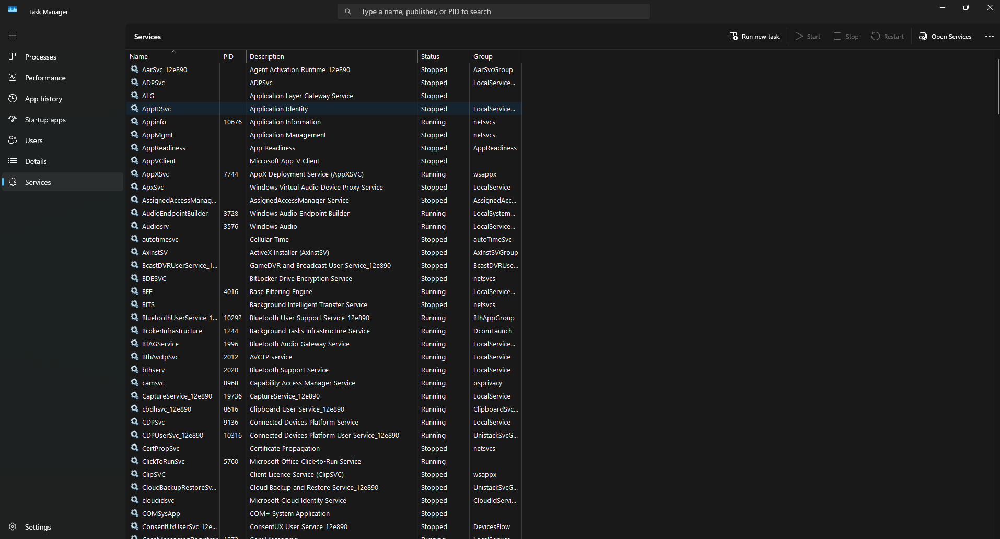 Task Manager
Type a name, publisher, or PID to search
Services
Run new task
Start
Stop
Restart
Open Services
Processes
Performance
App history
Startup apps
Users
Details
Services
Settings
Name PID Description Status Group
AarSvc_12e890 Agent Activation Runtime_12e890 Stopped AarSvcGroup
ADPSvc ADPSvc Stopped LocalService...
ALG Application Layer Gateway Service Stopped
AppIDSvc Application Identity Stopped LocalService...
Appinfo 10676 Application Information Running netsvcs
AppMgmt Application Management Stopped netsvcs
AppReadiness App Readiness Stopped AppReadiness
AppVClient Microsoft App-V Client Stopped
AppXSvc 7744 AppX Deployment Service (AppXSVC) Running wsappx
ApxSvc Windows Virtual Audio Device Proxy Service Stopped LocalService
AssignedAccessManag... AssignedAccessManager Service Stopped AssignedAcc...
AudioEndpointBuilder 3728 Windows Audio Endpoint Builder Running LocalSystem...
Audiosrv 3576 Windows Audio Running LocalService...
autotimesvc Cellular Time Stopped autoTimeSvc
AxInstSV ActiveX Installer (AxInstSV) Stopped AxInstSVGroup
BcastDVRUserService_1... GameDVR and Broadcast User Service_12e890 Stopped BcastDVRUse...
BDESVC BitLocker Drive Encryption Service Stopped netsvcs
BFE 4016 Base Filtering Engine Running LocalService...
BITS Background Intelligent Transfer Service Stopped netsvcs
BluetoothUserService_1... 10292 Bluetooth User Support Service_12e890 Running BthAppGroup
BrokerInfrastructure 1244 Background Tasks Infrastructure Service Running DcomLaunch
BTAGService 1996 Bluetooth Audio Gateway Service Running LocalService...
BthAvctpSvc 2012 AVCTP service Running LocalService
bthserv 2020 Bluetooth Support Service Running LocalService
camsvc 8968 Capability Access Manager Service Running osprivacy
CaptureService_12e890 19736 CaptureService_12e890 Running LocalService
cbdhsvc_12e890 8616 Clipboard User Service_12e890 Running ClipboardSvc...
CDPSvc 9136 Connected Devices Platform Service Running LocalService
CDPUserSvc_12e890 10316 Connected Devices Platform User Service_12e890 Running UnistackSvcG...
CertPropSvc Certificate Propagation Stopped netsvcs
ClickToRunSvc 5760 Microsoft Office Click-to-Run Service Running
ClipSVC Client Licence Service (ClipSVC) Stopped wsappx
CloudBackupRestoreSv... Cloud Backup and Restore Service_12e890 Stopped UnistackSvcG...
cloudidsvc Microsoft Cloud Identity Service Stopped CloudIdServi...
COMSysApp COM+ System Application Stopped
ConsentUxUserSvc_12e... ConsentUX User Service_12e890 Stopped DevicesFlow